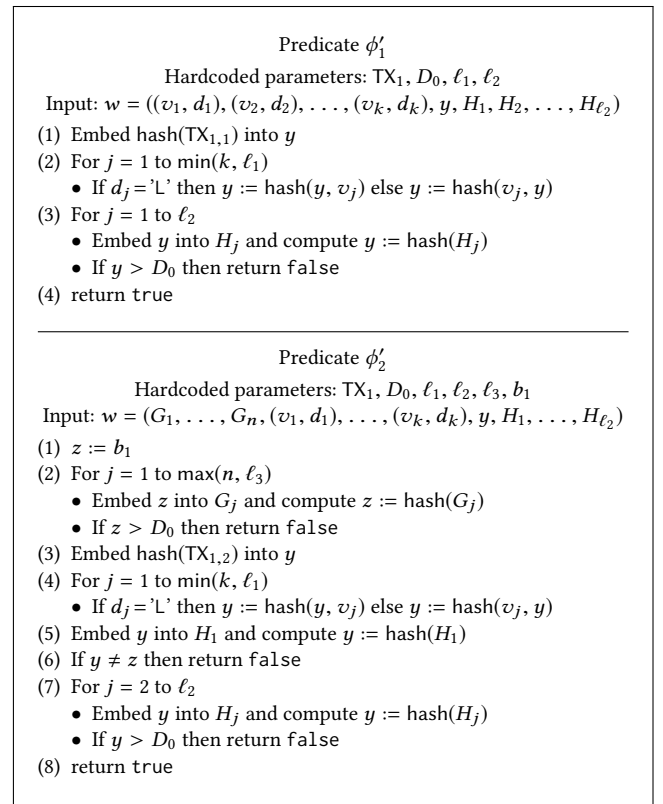 Predicate ϕ′₁
Hardcoded parameters: TX₁, D₀, ℓ₁, ℓ₂
Input: w = ((v₁, d₁), (v₂, d₂), . . . , (vₖ, dₖ), y, H₁, H₂, . . . , H_{ℓ₂})
(1) Embed hash(TX₁,₁) into y
(2) For j = 1 to min(k, ℓ₁)
• If dⱼ = 'L' then y := hash(y, vⱼ) else y := hash(vⱼ, y)
(3) For j = 1 to ℓ₂
• Embed y into Hⱼ and compute y := hash(Hⱼ)
• If y > D₀ then return false
(4) return true
Predicate ϕ′₂
Hardcoded parameters: TX₁, D₀, ℓ₁, ℓ₂, ℓ₃, b₁
Input: w = (G₁, . . . , Gₙ, (v₁, d₁), . . . , (vₖ, dₖ), y, H₁, . . . , H_{ℓ₂})
(1) z := b₁
(2) For j = 1 to max(n, ℓ₃)
• Embed z into Gⱼ and compute z := hash(Gⱼ)
• If z > D₀ then return false
(3) Embed hash(TX₁,₂) into y
(4) For j = 1 to min(k, ℓ₁)
• If dⱼ = 'L' then y := hash(y, vⱼ) else y := hash(vⱼ, y)
(5) Embed y into H₁ and compute y := hash(H₁)
(6) If y ≠ z then return false
(7) For j = 2 to ℓ₂
• Embed y into Hⱼ and compute y := hash(Hⱼ)
• If y > D₀ then return false
(8) return true